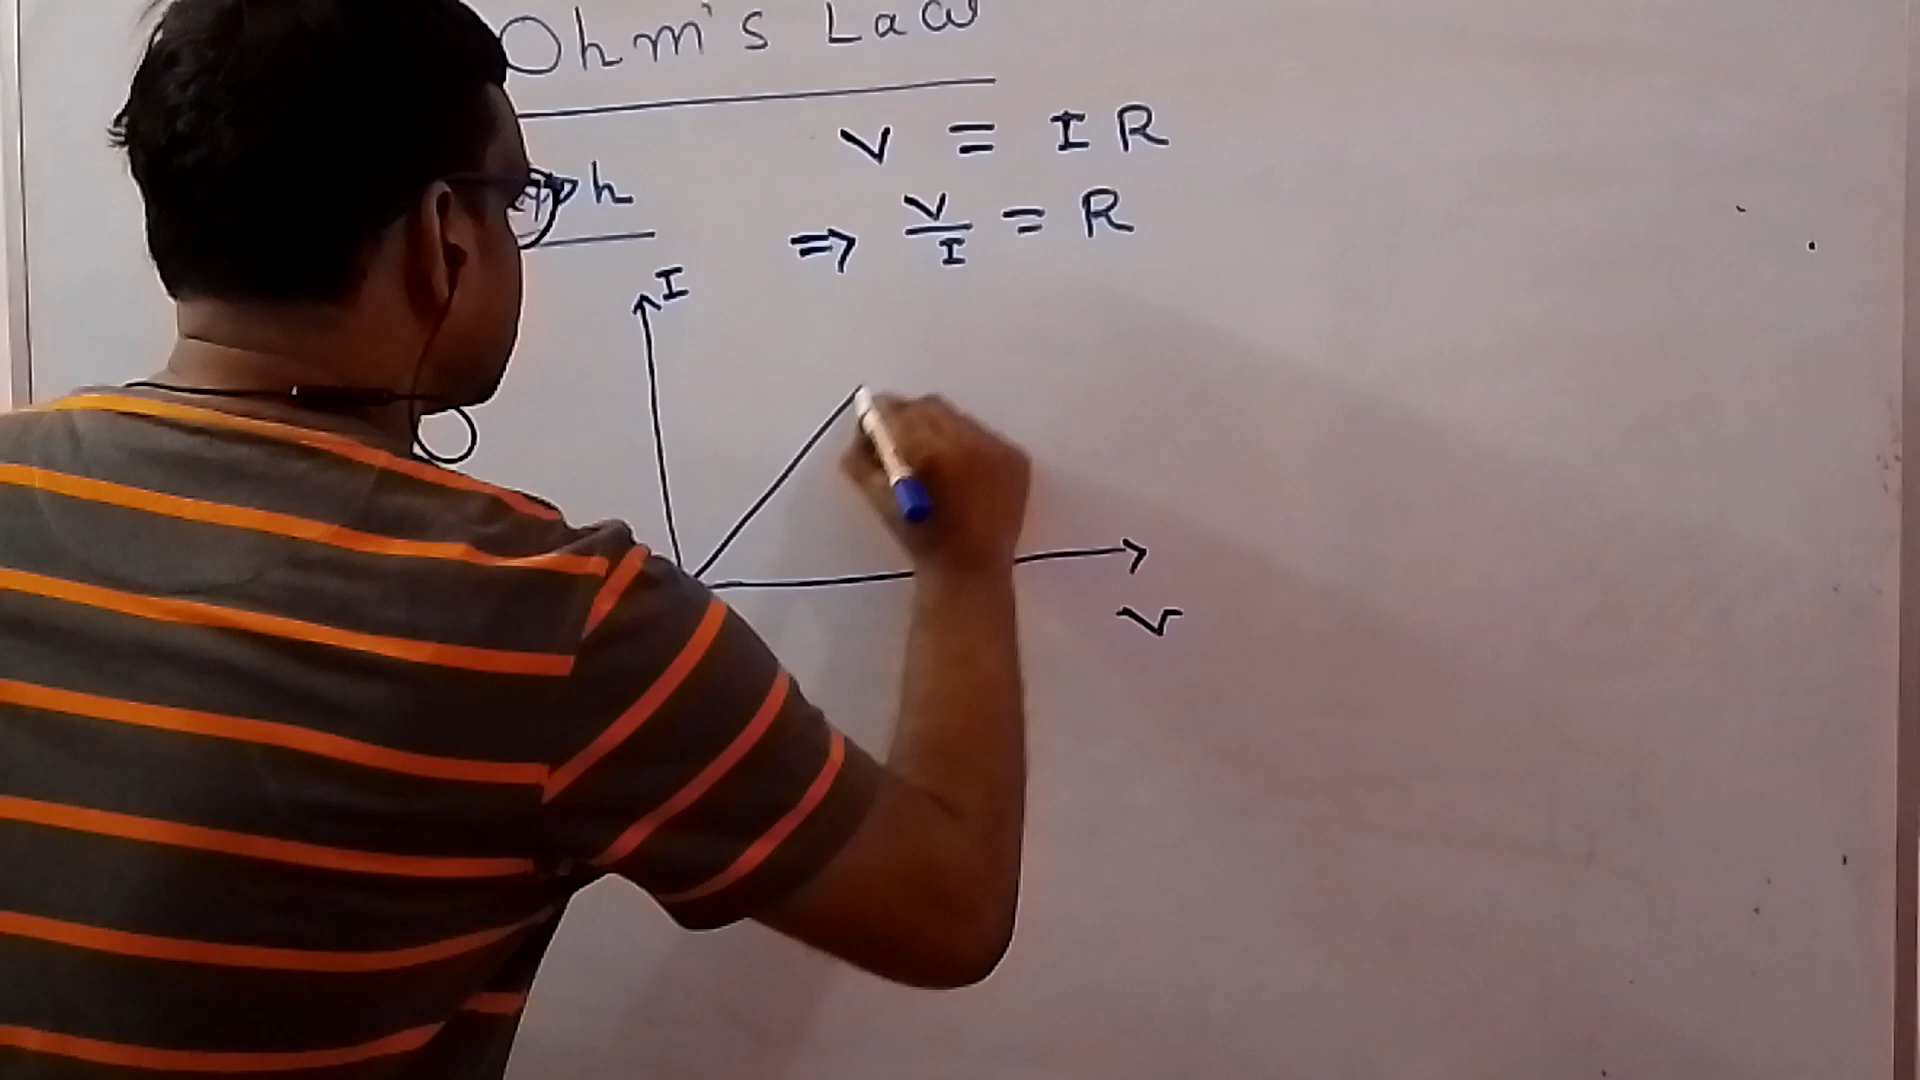 Ohm's Law
V = I R
⇒ V/I = R
I
V